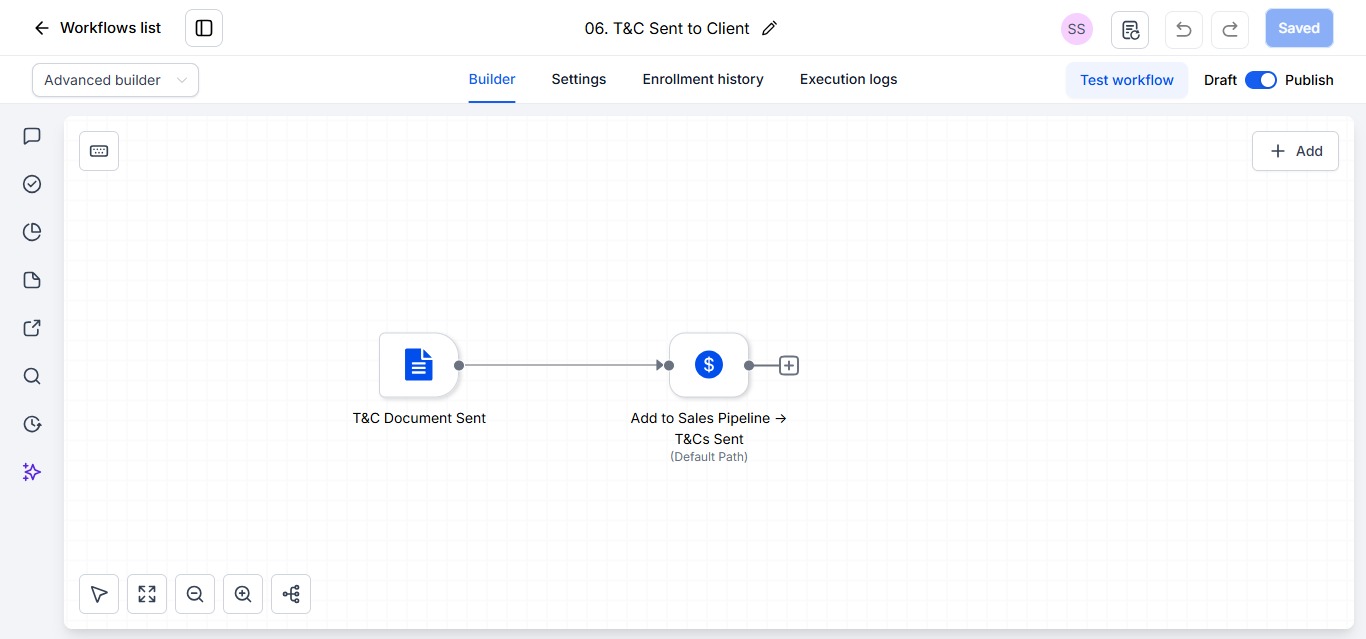 Workflows list
06. T&C Sent to Client
SS
Saved
Advanced builder
Builder
Settings
Enrollment history
Execution logs
Test workflow
Draft
Publish
Add
$
T&C Document Sent
Add to Sales Pipeline →
T&Cs Sent
(Default Path)